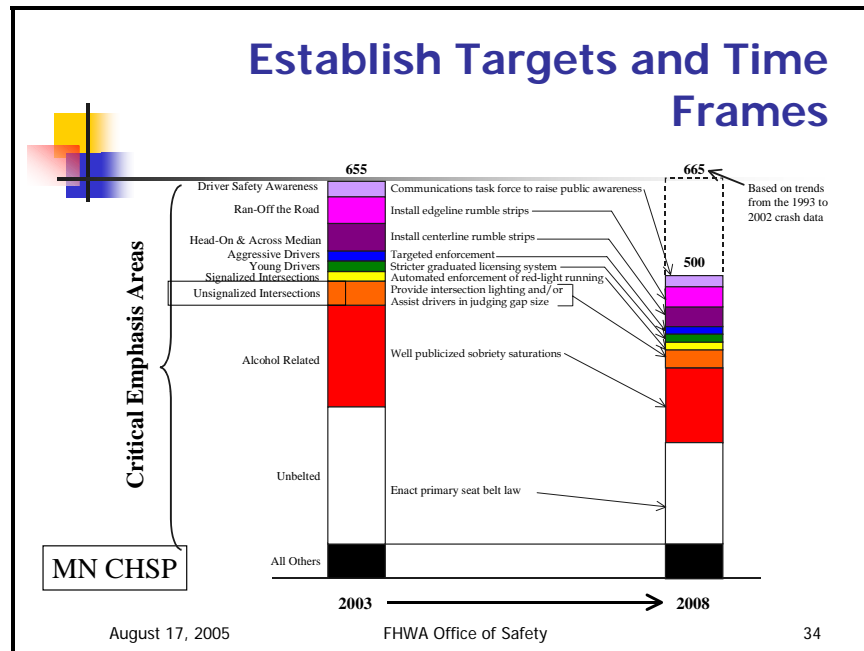 Establish Targets and Time
Frames
655
665
Driver Safety Awareness
Communications task force to raise public awareness
Based on trends
from the 1993 to
2002 crash data
Ran-Off the Road
Install edgeline rumble strips
Head-On & Across Median
Install centerline rumble strips
500
Aggressive Drivers
Targeted enforcement
Young Drivers
Stricter graduated licensing system
Signalized Intersections
Automated enforcement of red-light running
Unsignalized Intersections
Provide intersection lighting and/or
Assist drivers in judging gap size
Critical Emphasis Areas
Alcohol Related
Well publicized sobriety saturations
Unbelted
Enact primary seat belt law
All Others
MN CHSP
2003
2008
August 17, 2005
FHWA Office of Safety
34